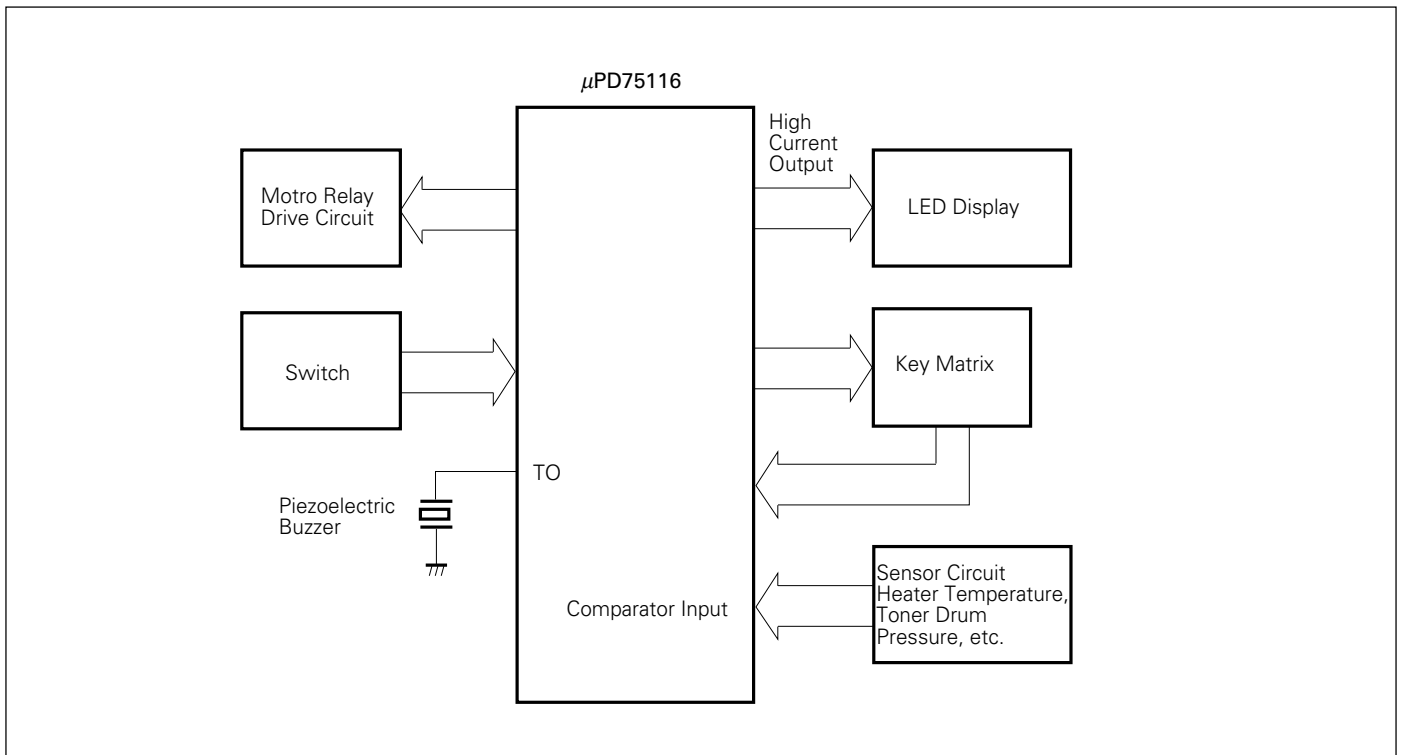 μPD75116
High
Current
Output
Motro Relay
Drive Circuit
LED Display
Switch
Key Matrix
TO
Piezoelectric
Buzzer
Comparator Input
Sensor Circuit
Heater Temperature,
Toner Drum
Pressure, etc.